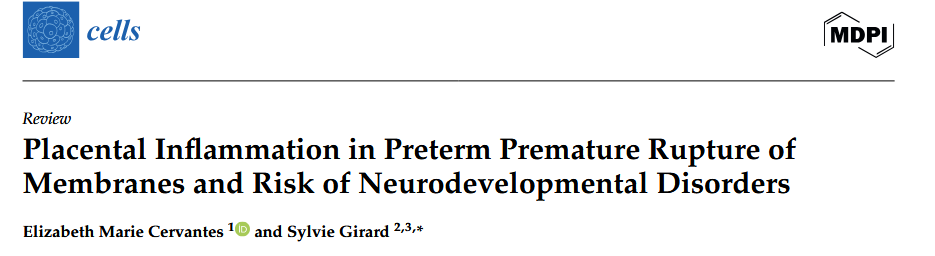 cells
MDPI
Review
Placental Inflammation in Preterm Premature Rupture of
Membranes and Risk of Neurodevelopmental Disorders
Elizabeth Marie Cervantes 1 iD and Sylvie Girard 2,3,*